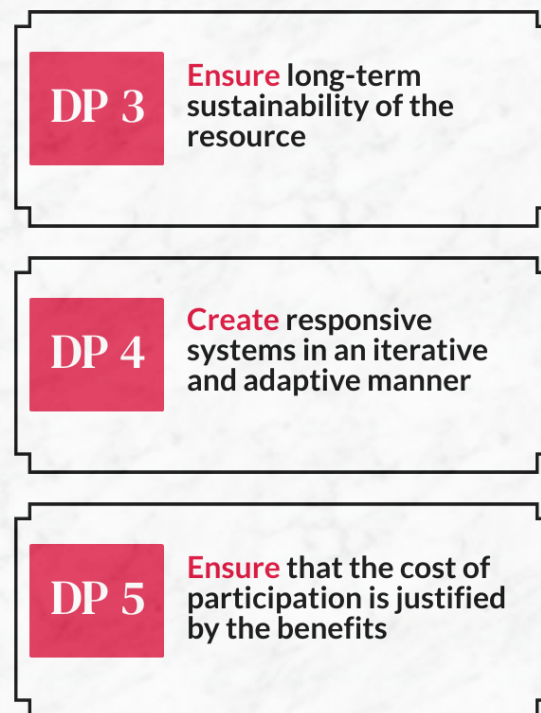 DP 3
Ensure long-term
sustainability of the
resource
DP 4
Create responsive
systems in an iterative
and adaptive manner
DP 5
Ensure that the cost of
participation is justified
by the benefits